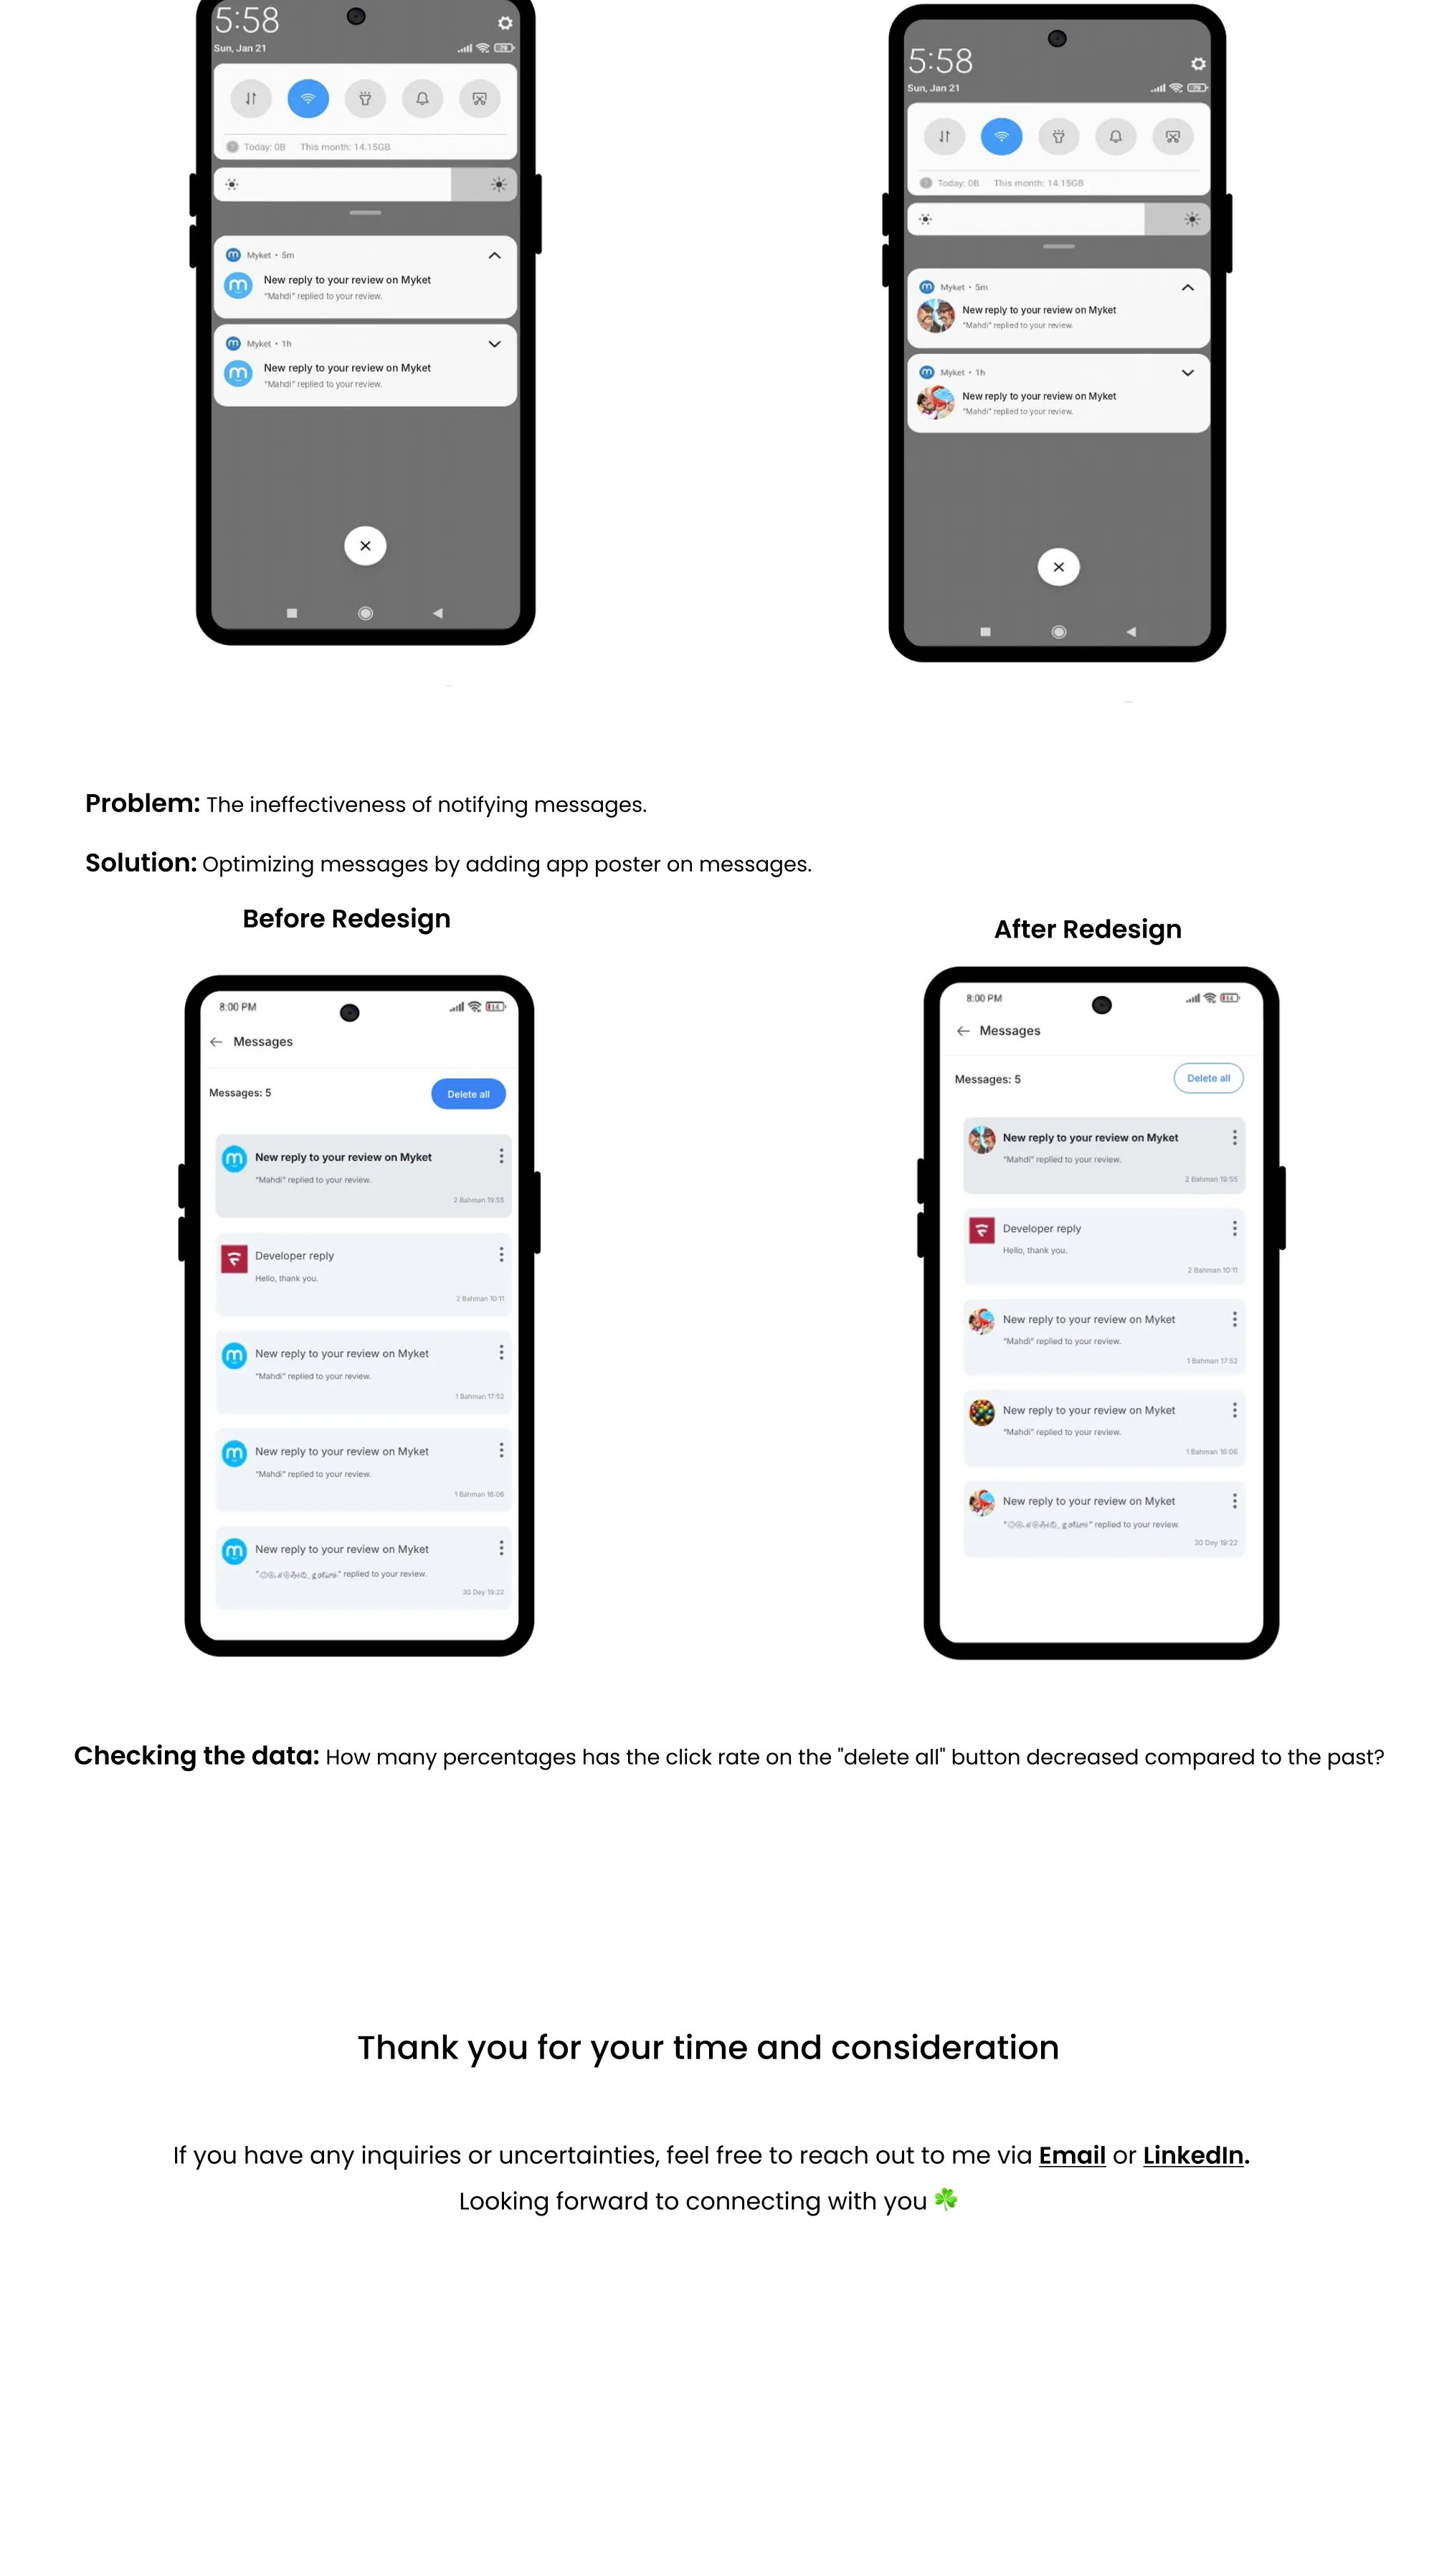 5:58
Sun, Jan 21
Today: 0B This month: 14.15GB
Myket • 5m
New reply to your review on Myket
"Mahdi" replied to your review.
Myket • 1h
New reply to your review on Myket
"Mahdi" replied to your review.
5:58
Sun, Jan 21
Today: 0B This month: 14.15GB
Myket • 5m
New reply to your review on Myket
"Mahdi" replied to your review.
Myket • 1h
New reply to your review on Myket
"Mahdi" replied to your review.
Problem: The ineffectiveness of notifying messages.
Solution: Optimizing messages by adding app poster on messages.
Before Redesign
8:00 PM
Messages
Messages: 5
Delete all
New reply to your review on Myket
"Mahdi" replied to your review.
2 Bahman 19:55
Developer reply
Hello, thank you.
2 Bahman 10:11
New reply to your review on Myket
"Mahdi" replied to your review.
1 Bahman 17:52
New reply to your review on Myket
"Mahdi" replied to your review.
1 Bahman 16:06
New reply to your review on Myket
replied to your review.
30 Dey 19:22
After Redesign
8:00 PM
Messages
Messages: 5
Delete all
New reply to your review on Myket
"Mahdi" replied to your review.
2 Bahman 19:55
Developer reply
Hello, thank you.
2 Bahman 10:11
New reply to your review on Myket
"Mahdi" replied to your review.
1 Bahman 17:52
New reply to your review on Myket
"Mahdi" replied to your review.
1 Bahman 16:06
New reply to your review on Myket
replied to your review.
30 Dey 19:22
Checking the data: How many percentages has the click rate on the "delete all" button decreased compared to the past?
Thank you for your time and consideration
If you have any inquiries or uncertainties, feel free to reach out to me via Email or LinkedIn.
Looking forward to connecting with you ☘️